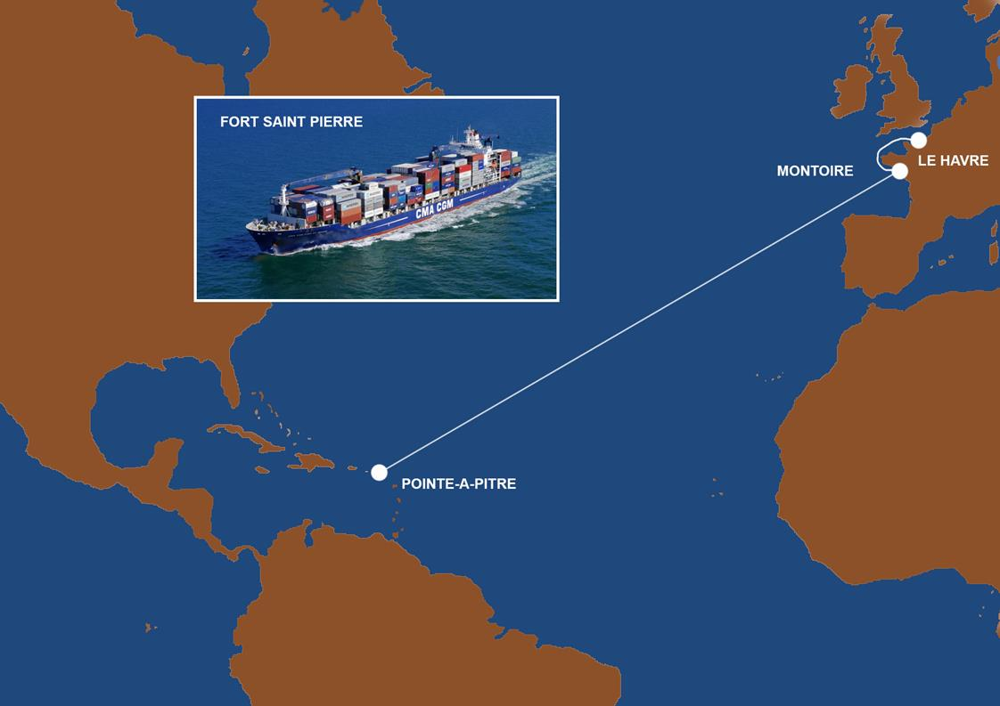 FORT SAINT PIERRE
CMA CGM
MONTOIRE
LE HAVRE
POINTE-A-PITRE